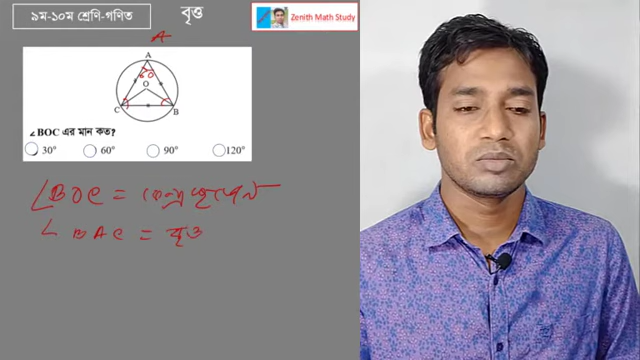 ৯ম-১০ম শ্রেণি-গণিত
বৃত্ত
Zenith Math Study
A
A
60
O
C
B
∠BOC এর মান কত?
30° 60° 90° 120°
∠BOC = কেন্দ্রস্থ
∠BAC = বৃত্ত